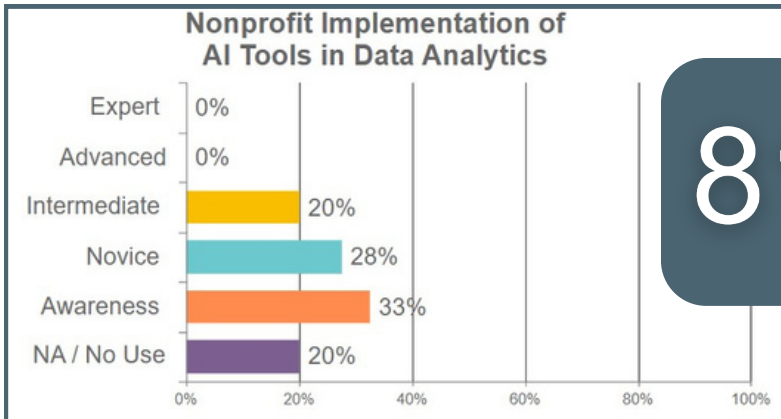 Nonprofit Implementation of
AI Tools in Data Analytics
Expert 0%
Advanced 0%
Intermediate 20%
Novice 28%
Awareness 33%
NA / No Use 20%
0% 20% 40% 60% 80% 100%
8